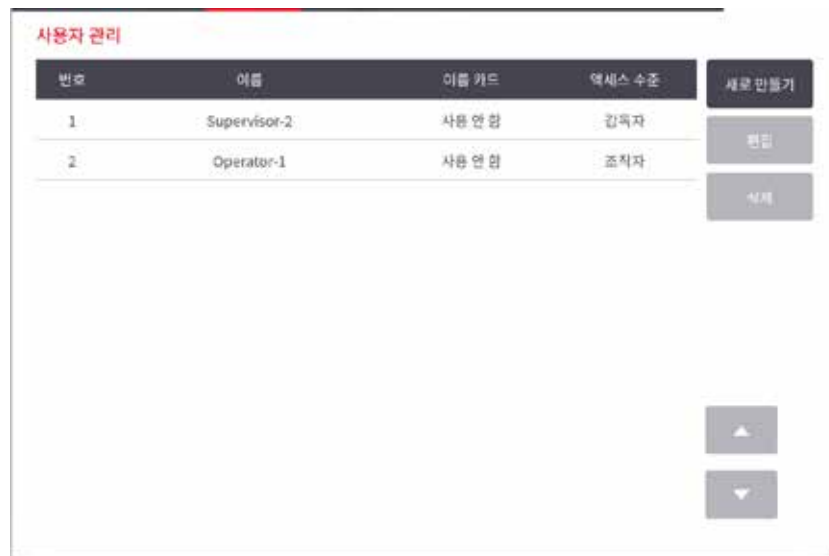 사용자 관리
번호 이름 이름 카드 액세스 수준 새로 만들기
1 Supervisor-2 사용 안 함 감독자
편집
2 Operator-1 사용 안 함 조작자
삭제